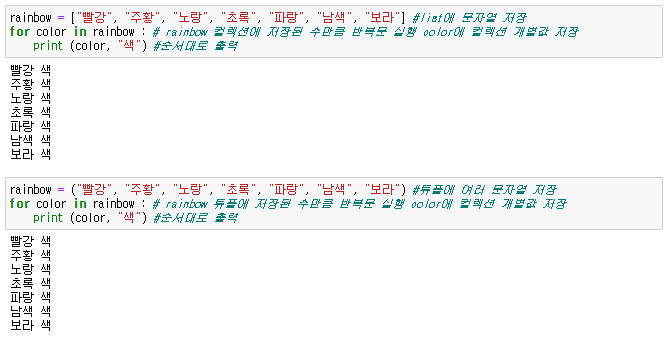 rainbow = ["빨강", "주황", "노랑", "초록", "파랑", "남색", "보라"] #list에 문자열 저장
for color in rainbow : # rainbow 컬렉션에 저장된 수만큼 반복문 실행 color에 컬렉션 개별값 저장
print (color, "색") #순서대로 출력
빨강 색
주황 색
노랑 색
초록 색
파랑 색
남색 색
보라 색
rainbow = ("빨강", "주황", "노랑", "초록", "파랑", "남색", "보라") #튜플에 여러 문자열 저장
for color in rainbow : # rainbow 튜플에 저장된 수만큼 반복문 실행 color에 컬렉션 개별값 저장
print (color, "색") #순서대로 출력
빨강 색
주황 색
노랑 색
초록 색
파랑 색
남색 색
보라 색